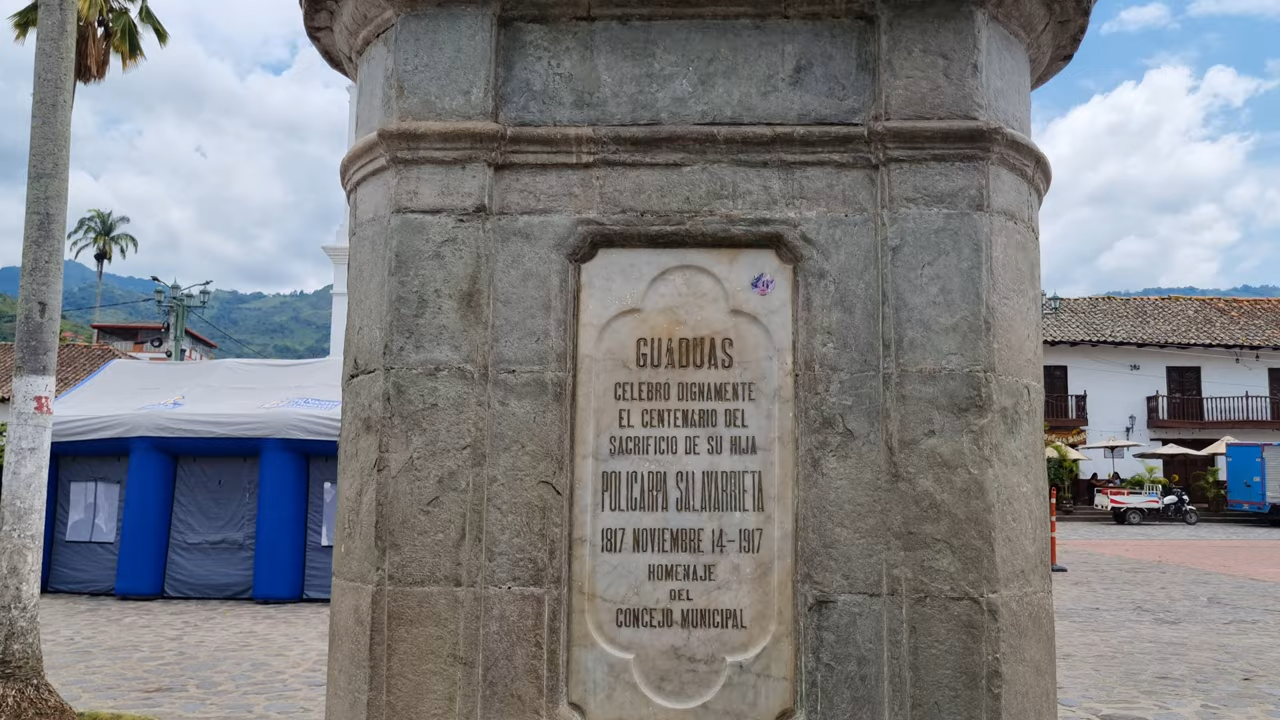 GUADUAS
CELEBRÓ DIGNAMENTE
EL CENTENARIO DEL
SACRIFICIO DE SU HIJA
POLICARPA SALAVARRIETA
1817 NOVIEMBRE 14-1917
HOMENAJE
DEL
CONCEJO MUNICIPAL